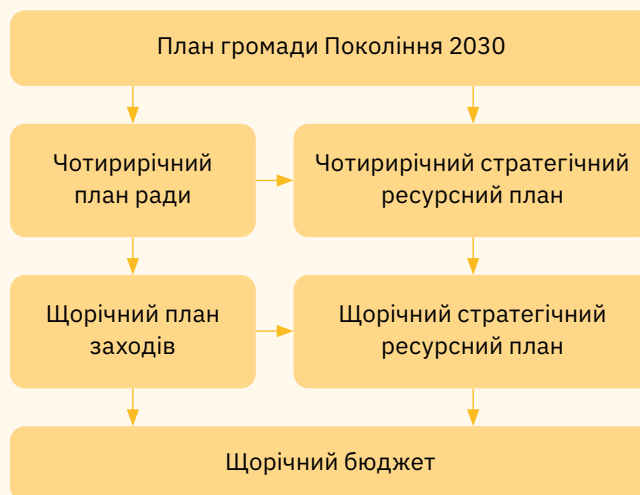 План громади Покоління 2030
Чотирирічний
план ради
Чотирирічний стратегічний
ресурсний план
Щорічний план
заходів
Щорічний стратегічний
ресурсний план
Щорічний бюджет